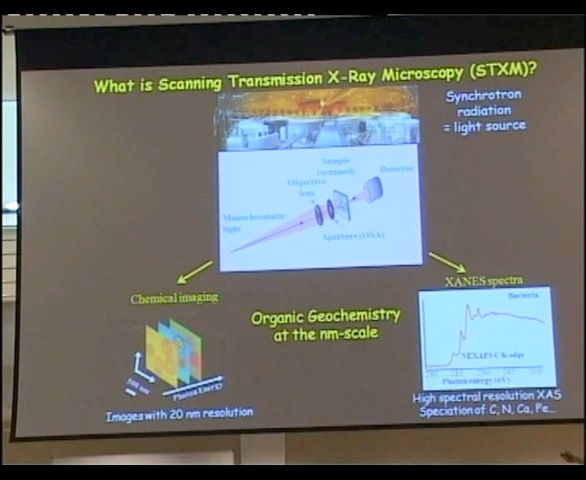 What is Scanning Transmission X-Ray Microscopy (STXM)?
Synchrotron
radiation
= light source
Sample
(scanned)
Detector
Objective
lens
Monochromatic
light
Aperture (OSA)
Chemical imaging
XANES spectra
Organic Geochemistry
at the nm-scale
Bacteria
NEXAFS C K-edge
Photon energy (eV)
500 nm
Photon Energy
Images with 20 nm resolution
High spectral resolution XAS
Speciation of C, N, Ca, Fe...